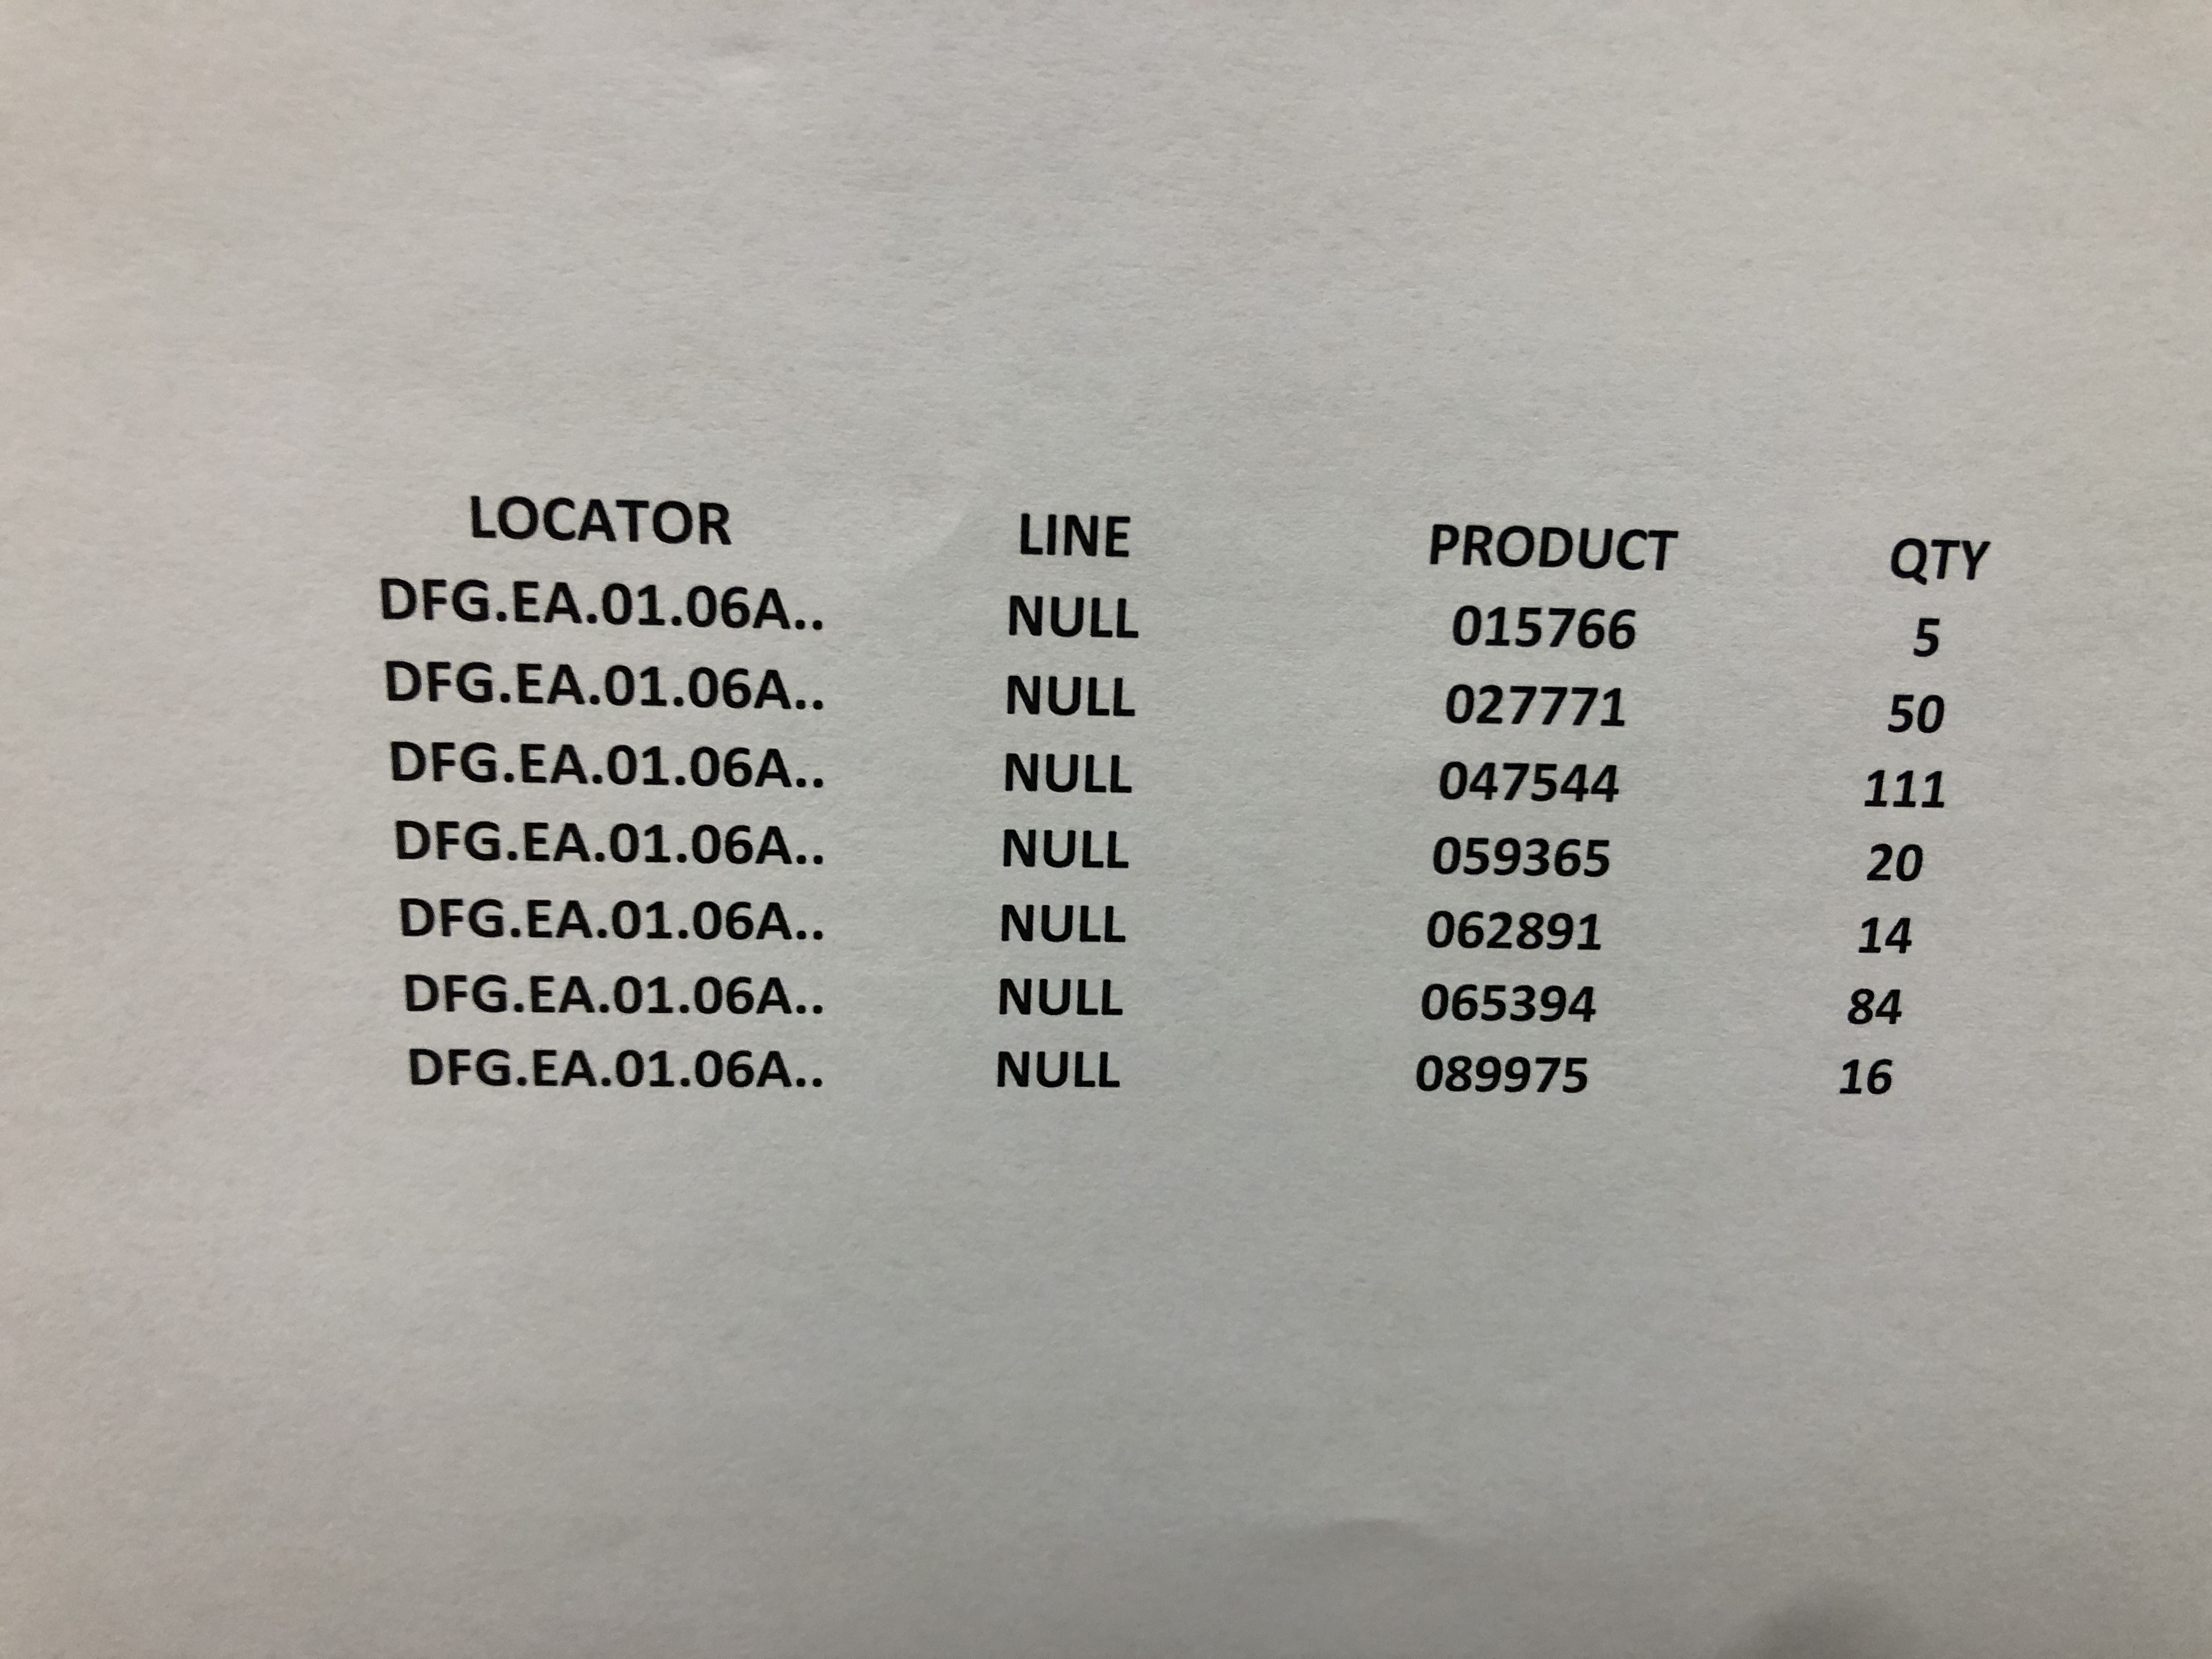 LOCATOR LINE PRODUCT QTY
DFG.EA.01.06A.. NULL 015766 5
DFG.EA.01.06A.. NULL 027771 50
DFG.EA.01.06A.. NULL 047544 111
DFG.EA.01.06A.. NULL 059365 20
DFG.EA.01.06A.. NULL 062891 14
DFG.EA.01.06A.. NULL 065394 84
DFG.EA.01.06A.. NULL 089975 16